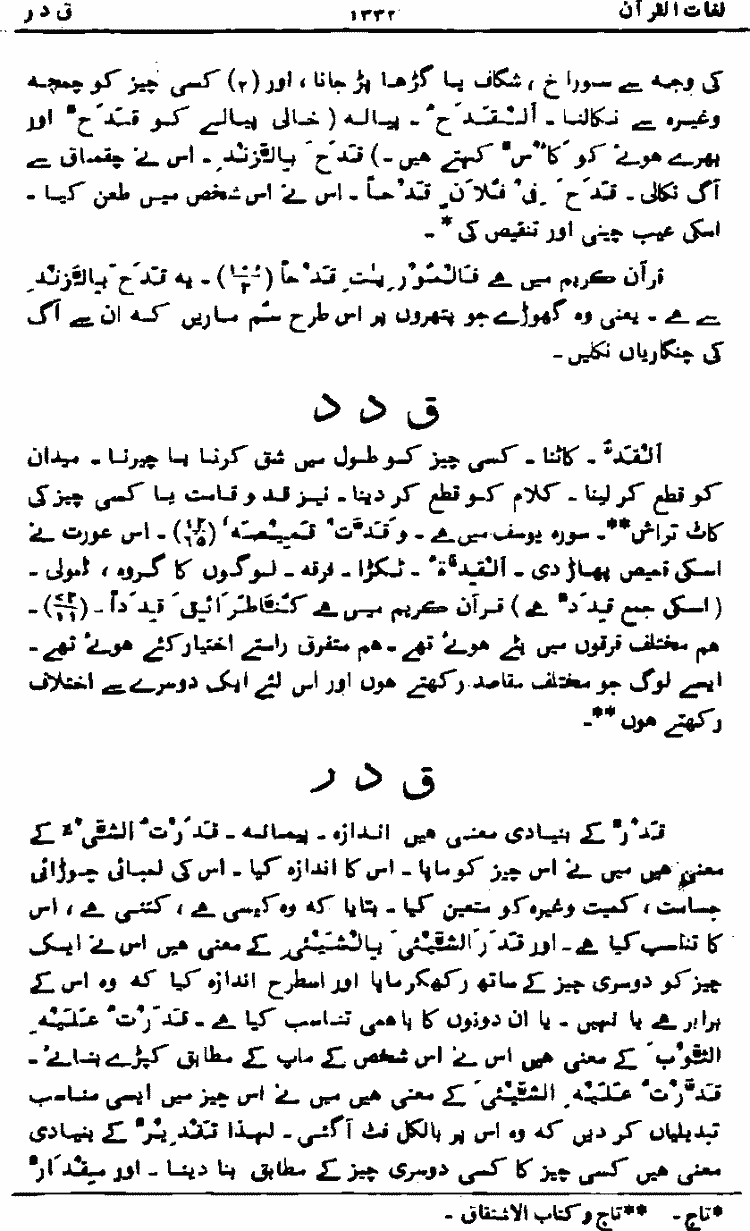 لغات القرآن ۱۳۳۲ ق د ر
کی وجہ سے سوراخ ، شگاف یا گڑھا پڑ جانا ، اور (۲) کسی چیز کو چمچہ
وغیرہ سے نکالنا ۔ اَلْقَدَحُ ۔ پیالہ ( خالی پیالے کو قَدَحٌ اور
بھرے ہوئے کو کَاْسٌ کہتے ہیں ۔) قَدَحَ بِالزَّنْدِ ۔ اس نے چقماق سے
آگ نکالی ۔ قَدَحَ فِیْ فُلَانٍ قَدْحاً ۔ اس نے اس شخص میں طعن کیا ۔
اسکی عیب چینی اور تنقیص کی * ۔
قرآن کریم میں ہے فَالْمُوْرِیٰتِ قَدْحاً (۱۰۰/۲) ۔ یہ قَدَحَ بِالزَّنْدِ
سے ہے ۔ یعنی وہ گھوڑے جو پتھروں پر اس طرح سُم ماریں کہ ان سے آگ
کی چنگاریاں نکلیں ۔
ق د د
اَلْقَدُّ ۔ کاٹنا ۔ کسی چیز کو طول میں شق کرنا یا چیرنا ۔ میدان
کو قطع کر لینا ۔ کلام کو قطع کر دینا ۔ نیز قد و قامت یا کسی چیز کی
کاٹ تراش ** ۔ سورہ یوسف میں ہے ۔ وَقَدَّتْ قَمِیْصَہٗ (۱۲/۲۵) ۔ اس عورت نے
اسکی قمیص پھاڑ دی ۔ اَلْقِدَّۃُ ۔ ٹکڑا ۔ فرقہ ۔ لوگوں کا گروہ ، ٹولی ۔
( اسکی جمع قِدَدٌ ہے ) قرآن کریم میں ہے کُنَّا طَرَائِقَ قِدَداً ۔ (۷۲/۱۱) ۔
ہم مختلف فرقوں میں بٹے ہوئے تھے ۔ ہم متفرق راستے اختیار کئے ہوئے تھے ۔
ایسے لوگ جو مختلف مقاصد رکھتے ہوں اور اس لئے ایک دوسرے سے اختلاف
رکھتے ہوں ** ۔
ق د ر
قَدْرٌ کے بنیادی معنی ہیں اندازہ ۔ پیمانہ ۔ قَدَرْتُ الشَّیْءَ کے
معنی ہیں میں نے اس چیز کو ماپا ۔ اس کا اندازہ کیا ۔ اس کی لمبائی چوڑائی
جسامت ، کمیت وغیرہ کو متعین کیا ۔ بتایا کہ وہ کیسی ہے ، کتنی ہے ، اس
کا تناسب کیا ہے ۔ اور قَدَرَ الشَّیْئَ بِالشَّیْئِ کے معنی ہیں اس نے ایک
چیز کو دوسری چیز کے ساتھ رکھکر ماپا اور اسطرح اندازہ کیا کہ وہ اس کے
برابر ہے یا نہیں ۔ یا ان دونوں کا باہمی تناسب کیا ہے ۔ قَدَرْتُ عَلَیْہِ
الثَّوْبَ کے معنی ہیں اس نے اس شخص کے ماپ کے مطابق کپڑے بنائے ۔
قَدَّرْتُ عَلَیْہِ الشَّیْئَ کے معنی ہیں میں نے اس چیز میں ایسی مناسب
تبدیلیاں کر دیں کہ وہ اس پر بالکل فٹ آ گئی ۔ لہذا تَقْدِیْرٌ کے بنیادی
معنی ہیں کسی چیز کا کسی دوسری چیز کے مطابق بنا دینا ۔ اور مِقْدَارٌ
*تاج ۔ **تاج و کتاب الاشتقاق ۔